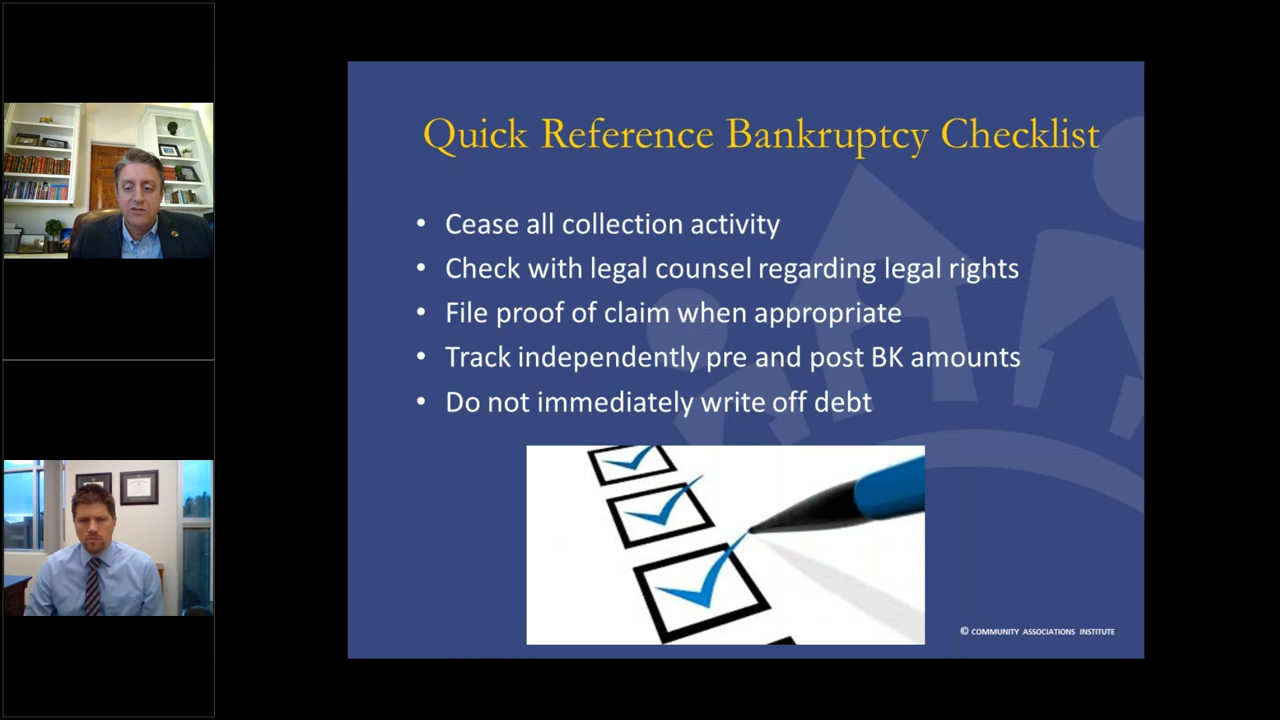 Quick Reference Bankruptcy Checklist
• Cease all collection activity
• Check with legal counsel regarding legal rights
• File proof of claim when appropriate
• Track independently pre and post BK amounts
• Do not immediately write off debt
© COMMUNITY ASSOCIATIONS INSTITUTE